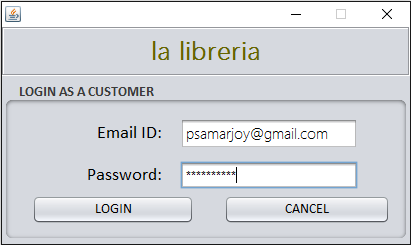 la libreria
LOGIN AS A CUSTOMER
Email ID: psamarjoy@gmail.com
Password: **********
LOGIN CANCEL